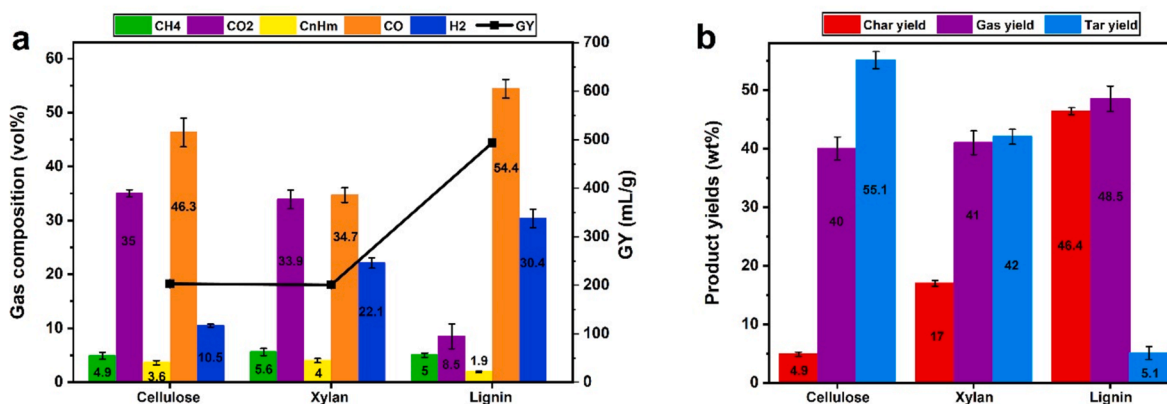 a
CH4 CO2 CnHm CO H2 GY
Gas composition (vol%)
60
50
40
30
20
10
0
4.9 35 3.6 46.3 10.5
5.6 33.9 4 34.7 22.1
5 8.5 1.9 54.4 30.4
Cellulose Xylan Lignin
700
600
500
400
300
200
100
0
GY (mL/g)
b
Char yield Gas yield Tar yield
Product yields (wt%)
50
40
30
20
10
0
4.9 40 55.1
17 41 42
46.4 48.5 5.1
Cellulose Xylan Lignin